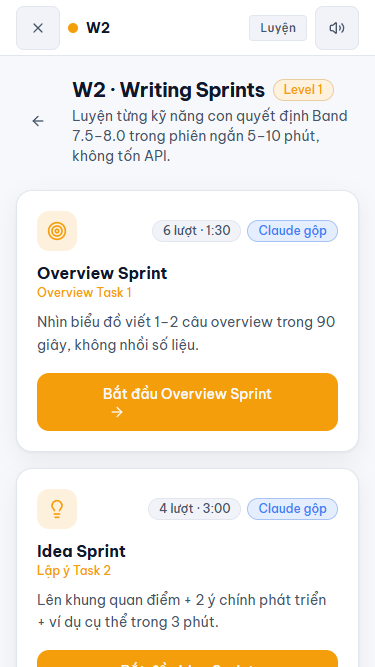 W2
Luyện
W2 · Writing Sprints
Level 1
Luyện từng kỹ năng con quyết định Band
7.5–8.0 trong phiên ngắn 5–10 phút,
không tốn API.
6 lượt · 1:30
Claude gộp
Overview Sprint
Overview Task 1
Nhìn biểu đồ viết 1–2 câu overview trong 90
giây, không nhồi số liệu.
Bắt đầu Overview Sprint
4 lượt · 3:00
Claude gộp
Idea Sprint
Lập ý Task 2
Lên khung quan điểm + 2 ý chính phát triển
+ ví dụ cụ thể trong 3 phút.